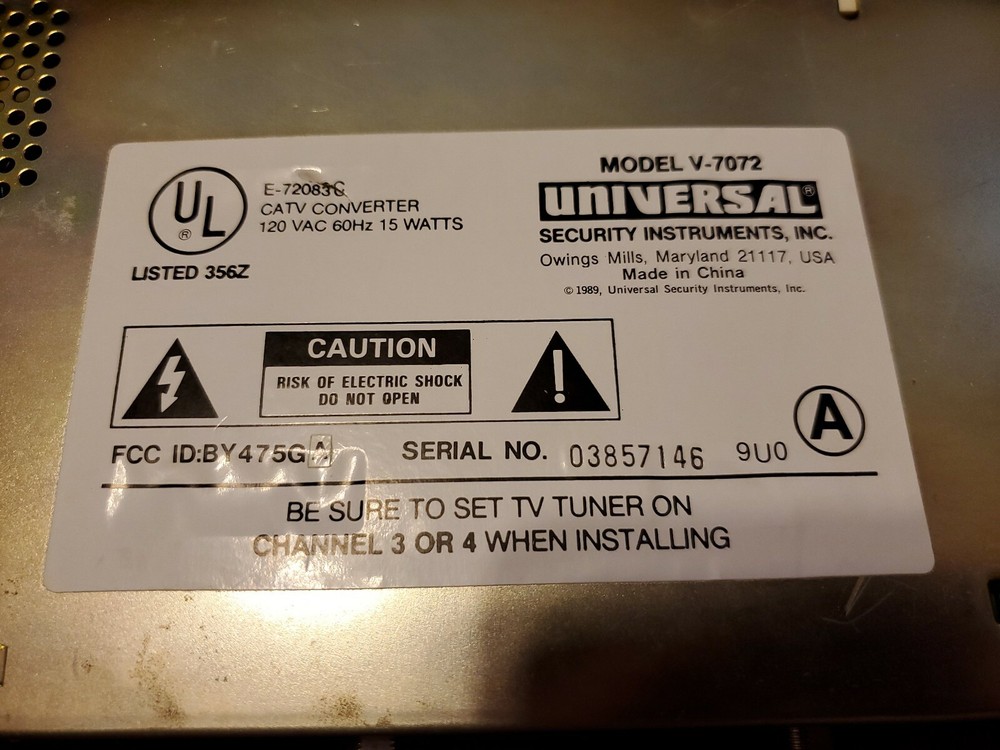 MODEL V-7072
UNIVERSAL®
SECURITY INSTRUMENTS, INC.
Owings Mills, Maryland 21117, USA
Made in China
© 1989, Universal Security Instruments, Inc.
UL
®
LISTED 356Z
E-72083C
CATV CONVERTER
120 VAC 60Hz 15 WATTS
CAUTION
RISK OF ELECTRIC SHOCK
DO NOT OPEN
!
A
FCC ID:BY475GA SERIAL NO. 03857146 9U0
BE SURE TO SET TV TUNER ON
CHANNEL 3 OR 4 WHEN INSTALLING